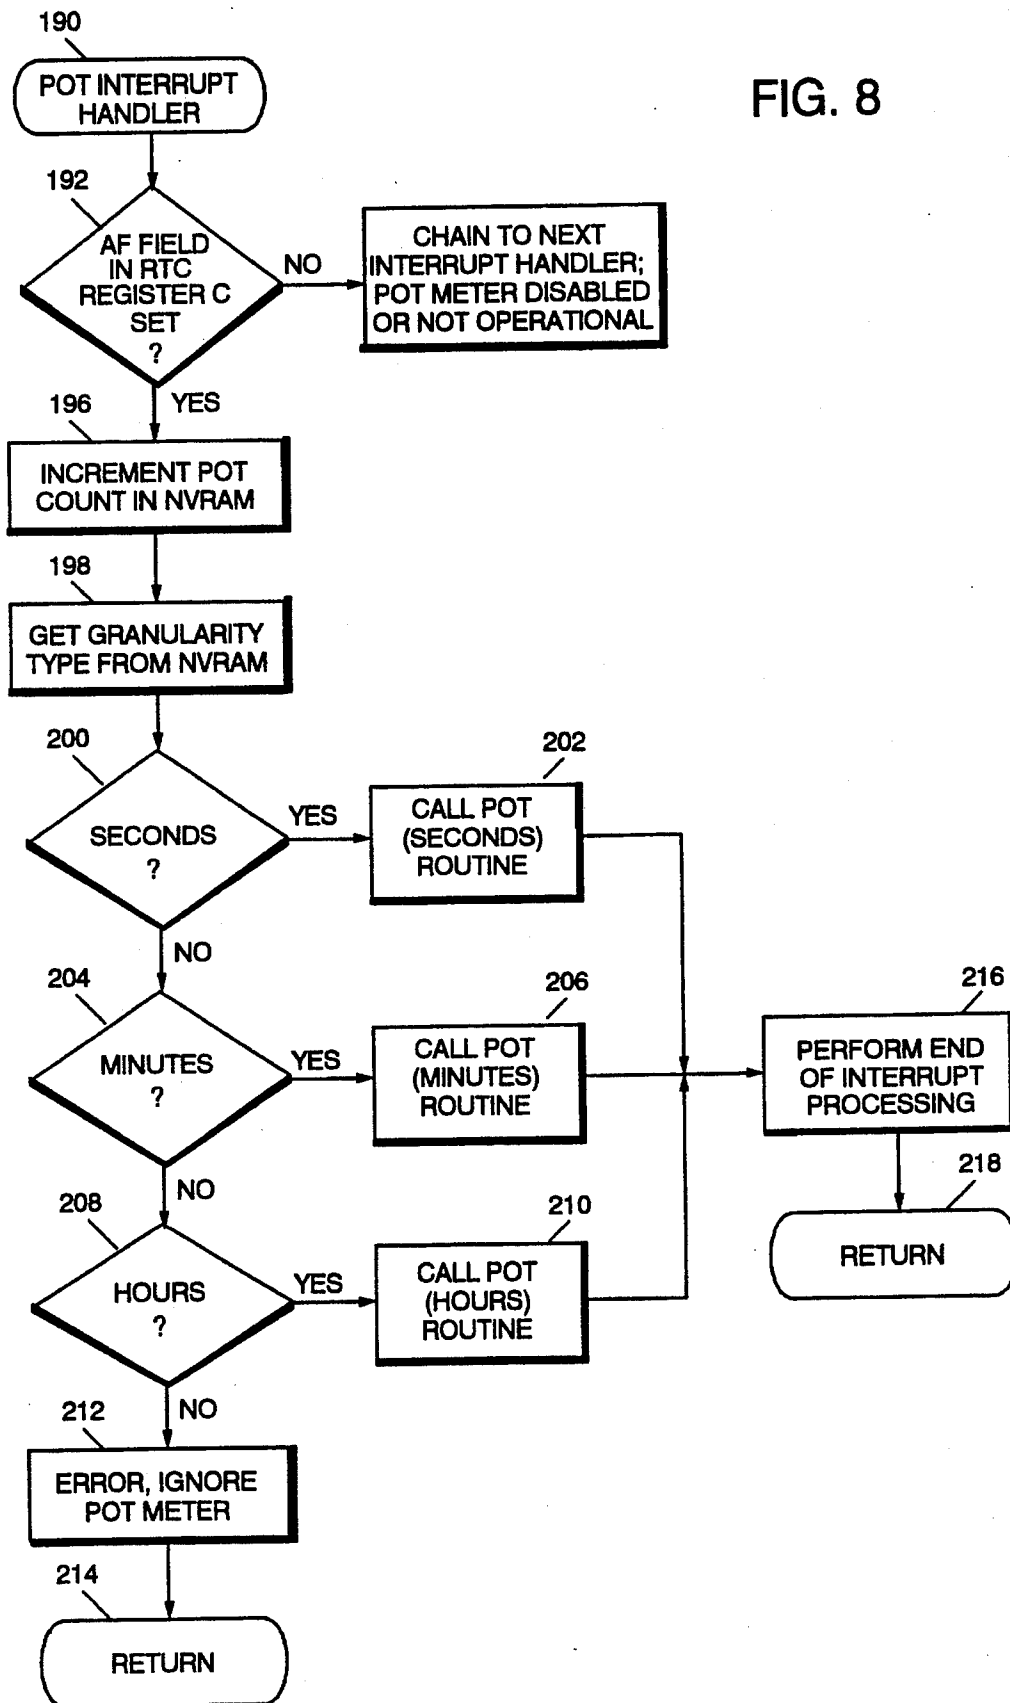 190
POT INTERRUPT
HANDLER
FIG. 8
192
AF FIELD
IN RTC
REGISTER C
SET
?
NO
CHAIN TO NEXT
INTERRUPT HANDLER;
POT METER DISABLED
OR NOT OPERATIONAL
YES
196
INCREMENT POT
COUNT IN NVRAM
198
GET GRANULARITY
TYPE FROM NVRAM
200
SECONDS
?
YES
202
CALL POT
(SECONDS)
ROUTINE
NO
204
MINUTES
?
YES
206
CALL POT
(MINUTES)
ROUTINE
216
PERFORM END
OF INTERRUPT
PROCESSING
218
RETURN
NO
208
HOURS
?
YES
210
CALL POT
(HOURS)
ROUTINE
NO
212
ERROR, IGNORE
POT METER
214
RETURN